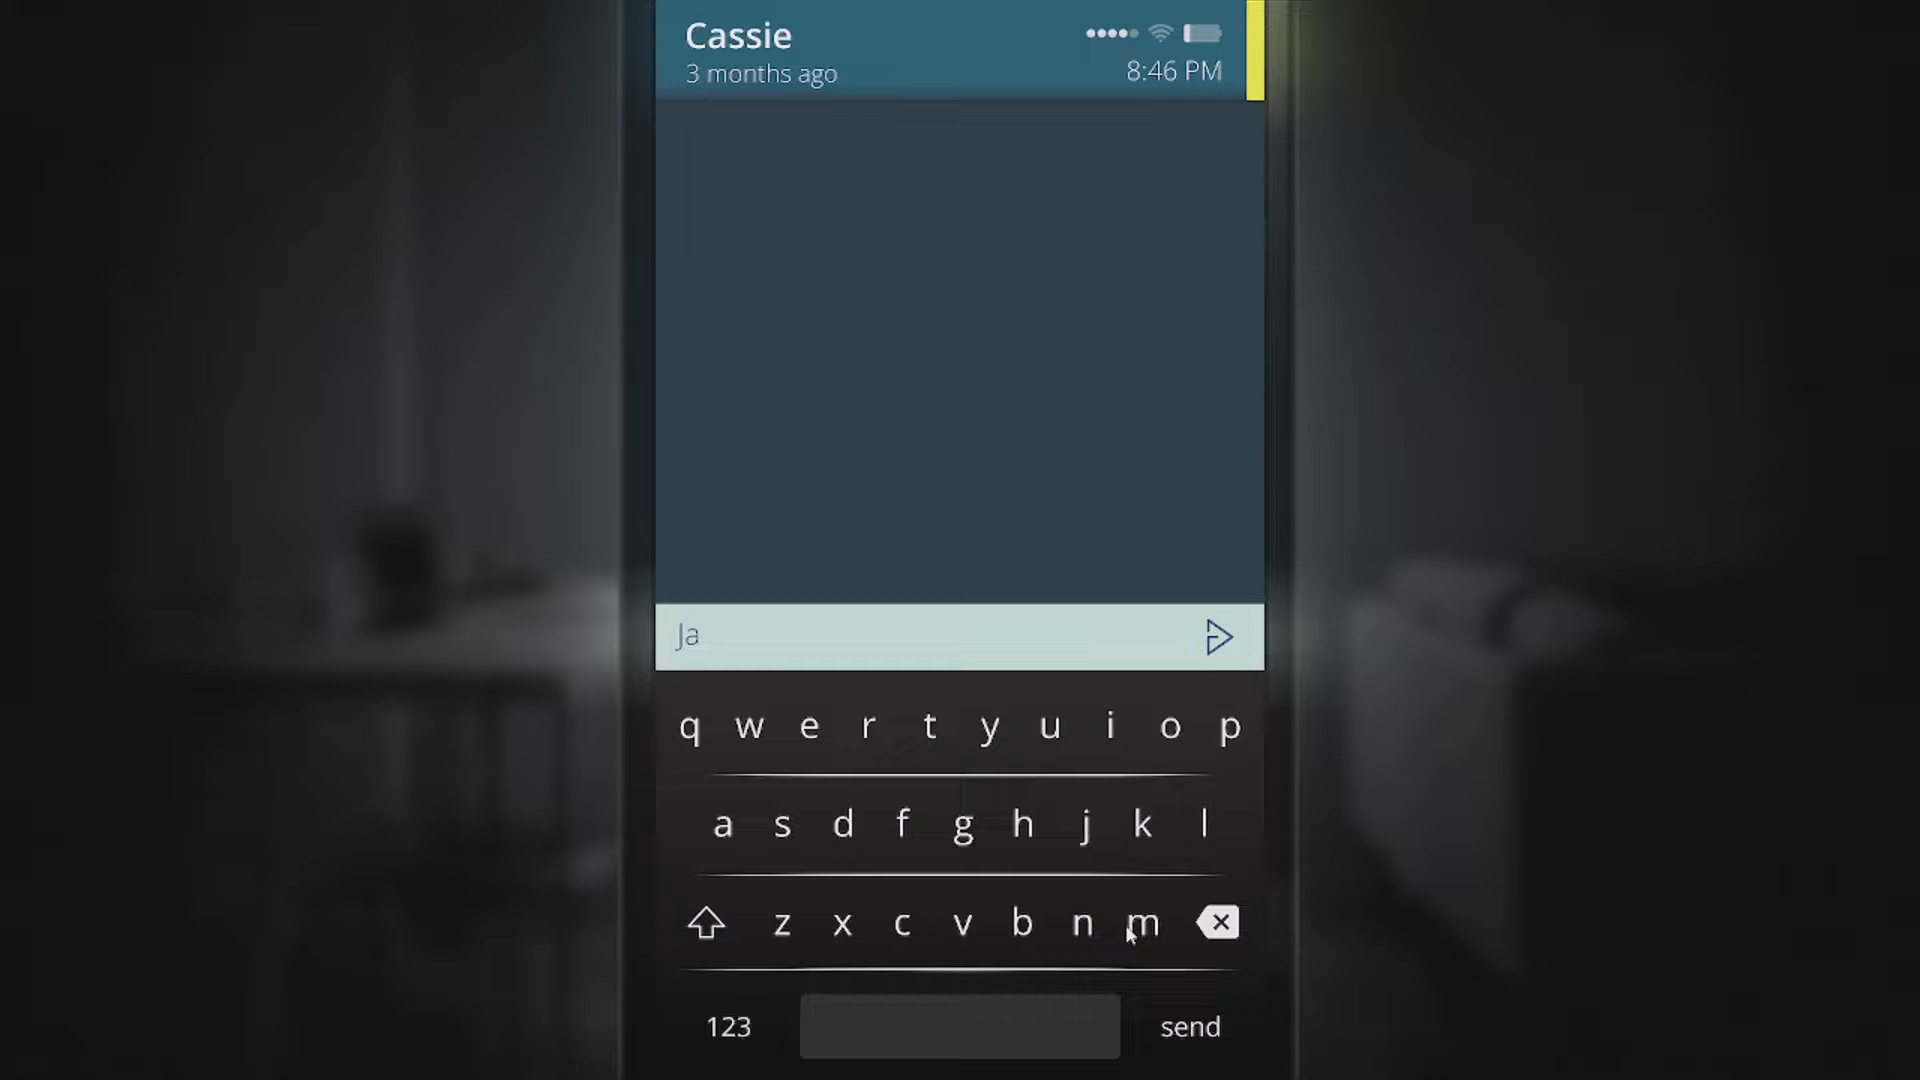 Cassie
3 months ago
8:46 PM
Ja
q w e r t y u i o p
a s d f g h j k l
z x c v b n m
123 send